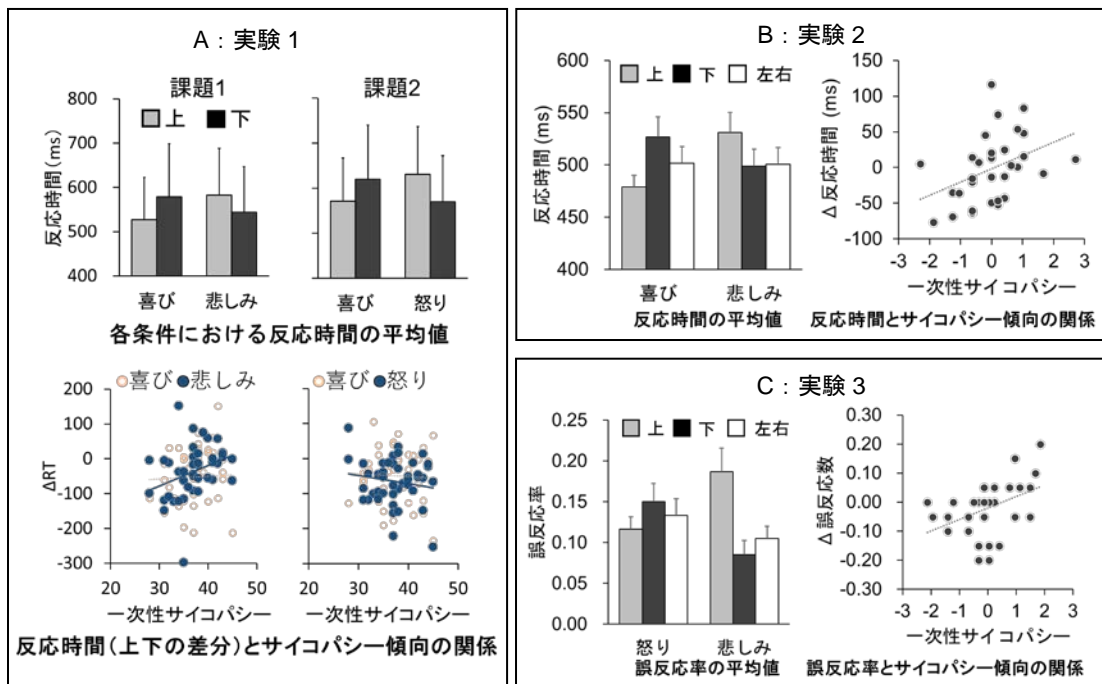 A：実験 1
課題1 課題2
800
700
600
500
400
反応時間(ms)
上 下
喜び 悲しみ 喜び 怒り
各条件における反応時間の平均値
喜び 悲しみ 喜び 怒り
200
100
0
-100
-200
-300
ΔRT
20 30 40 50 20 30 40 50
一次性サイコパシー 一次性サイコパシー
反応時間(上下の差分)とサイコパシー傾向の関係
B：実験 2
600
550
500
450
400
反応時間 (ms)
上 下 左右
喜び 悲しみ
反応時間の平均値
150
100
50
0
-50
-100
Δ反応時間 (ms)
-3 -2 -1 0 1 2 3
一次性サイコパシー
反応時間とサイコパシー傾向の関係
C：実験 3
0.25
0.20
0.15
0.10
0.05
0.00
誤反応率
上 下 左右
怒り 悲しみ
誤反応率の平均値
0.30
0.20
0.10
0.00
-0.10
-0.20
-0.30
Δ誤反応数
-3 -2 -1 0 1 2 3
一次性サイコパシー
誤反応率とサイコパシー傾向の関係